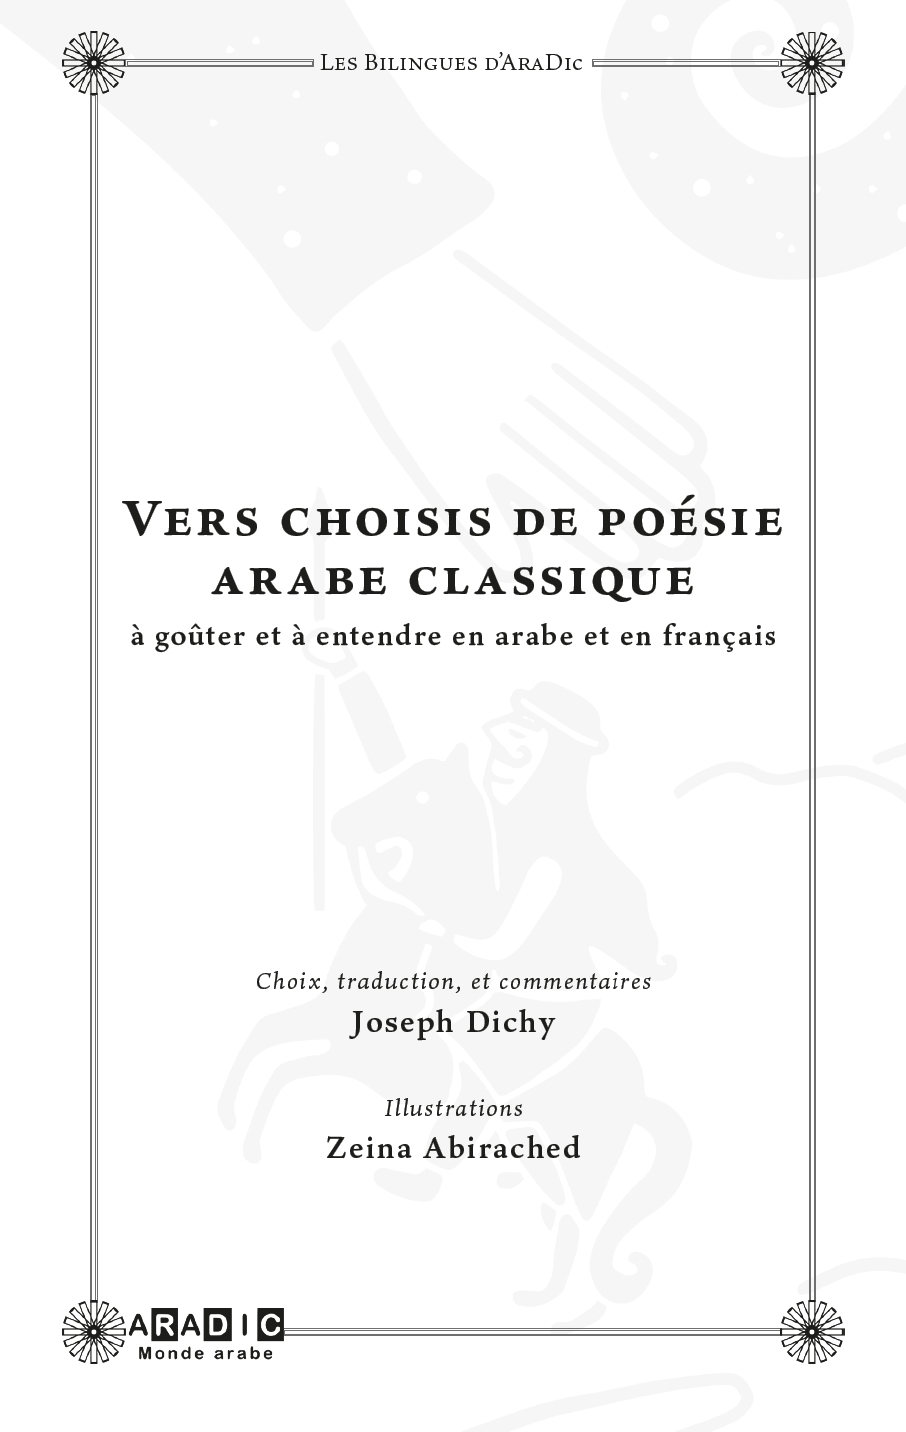 Les Bilingues d'AraDic
Vers choisis de poésie
arabe classique
à goûter et à entendre en arabe et en français
Choix, traduction, et commentaires
Joseph Dichy
Illustrations
Zeina Abirached
ARADIC
Monde arabe